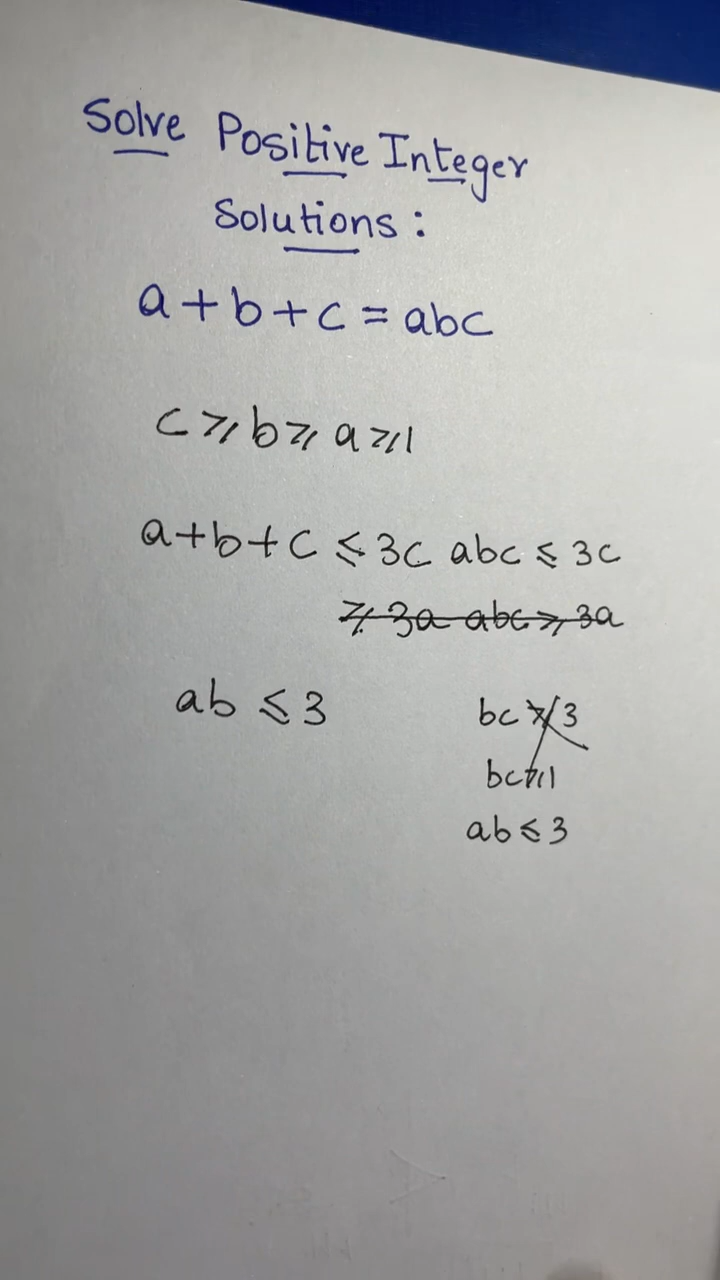 Solve Positive Integer
Solutions:
a+b+c=abc
c⩾b⩾a⩾1
a+b+c⩽3c abc⩽3c
⩾3a abc⩾3a
ab⩽3 bc⩾3
bc⩾1
ab⩽3